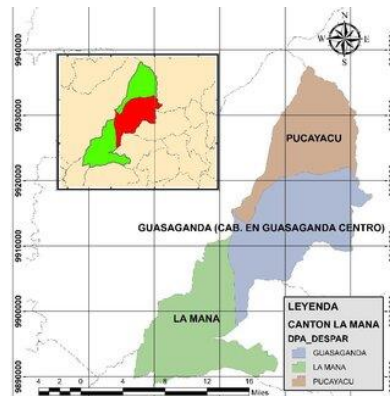 N
W E
S
9940000
9930000
9920000
9910000
9900000
9890000
PUCAYACU
GUASAGANDA (CAB. EN GUASAGANDA CENTRO)
LA MANA
LEYENDA
CANTON LA MANA
DPA_DESPAR
GUASAGANDA
LA MANA
PUCAYACU
4 2 0 4 8 12 16
Miles